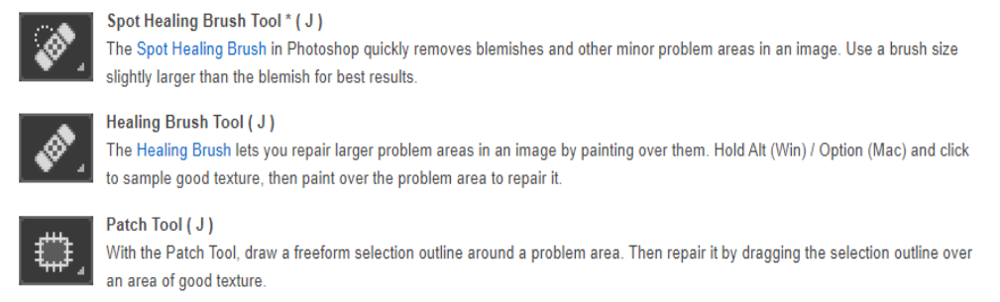 Spot Healing Brush Tool * ( J )
The Spot Healing Brush in Photoshop quickly removes blemishes and other minor problem areas in an image. Use a brush size
slightly larger than the blemish for best results.
Healing Brush Tool ( J )
The Healing Brush lets you repair larger problem areas in an image by painting over them. Hold Alt (Win) / Option (Mac) and click
to sample good texture, then paint over the problem area to repair it.
Patch Tool ( J )
With the Patch Tool, draw a freeform selection outline around a problem area. Then repair it by dragging the selection outline over
an area of good texture.